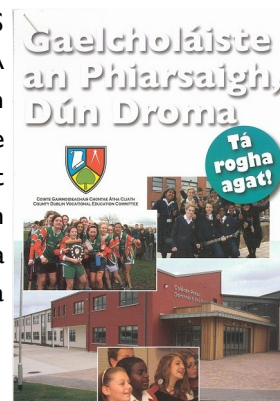 Gaelcholáiste
an Phiarsaigh,
Dún Droma
Tá
rogha
agat!
COISTE GAIRMOIDEACHAIS CHONTAE ÁTHA CLIATH
COUNTY DUBLIN VOCATIONAL EDUCATION COMMITTEE